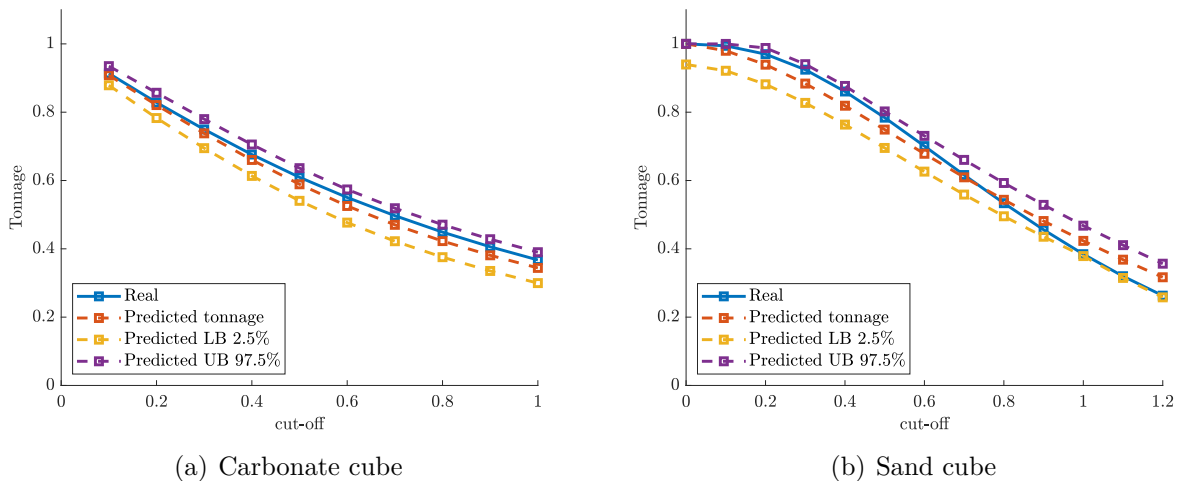 1
0.8
0.6
0.4
0.2
0
Tonnage
Real
Predicted tonnage
Predicted LB 2.5%
Predicted UB 97.5%
0 0.2 0.4 0.6 0.8 1
cut-off
(a) Carbonate cube
1
0.8
0.6
0.4
0.2
0
Tonnage
Real
Predicted tonnage
Predicted LB 2.5%
Predicted UB 97.5%
0 0.2 0.4 0.6 0.8 1 1.2
cut-off
(b) Sand cube